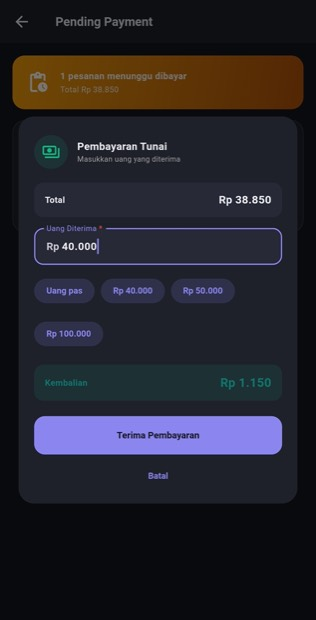 Pending Payment
1 pesanan menunggu dibayar
Total Rp 38.850
Pembayaran Tunai
Masukkan uang yang diterima
Total Rp 38.850
Uang Diterima *
Rp 40.000
Uang pas Rp 40.000 Rp 50.000
Rp 100.000
Kembalian Rp 1.150
Terima Pembayaran
Batal